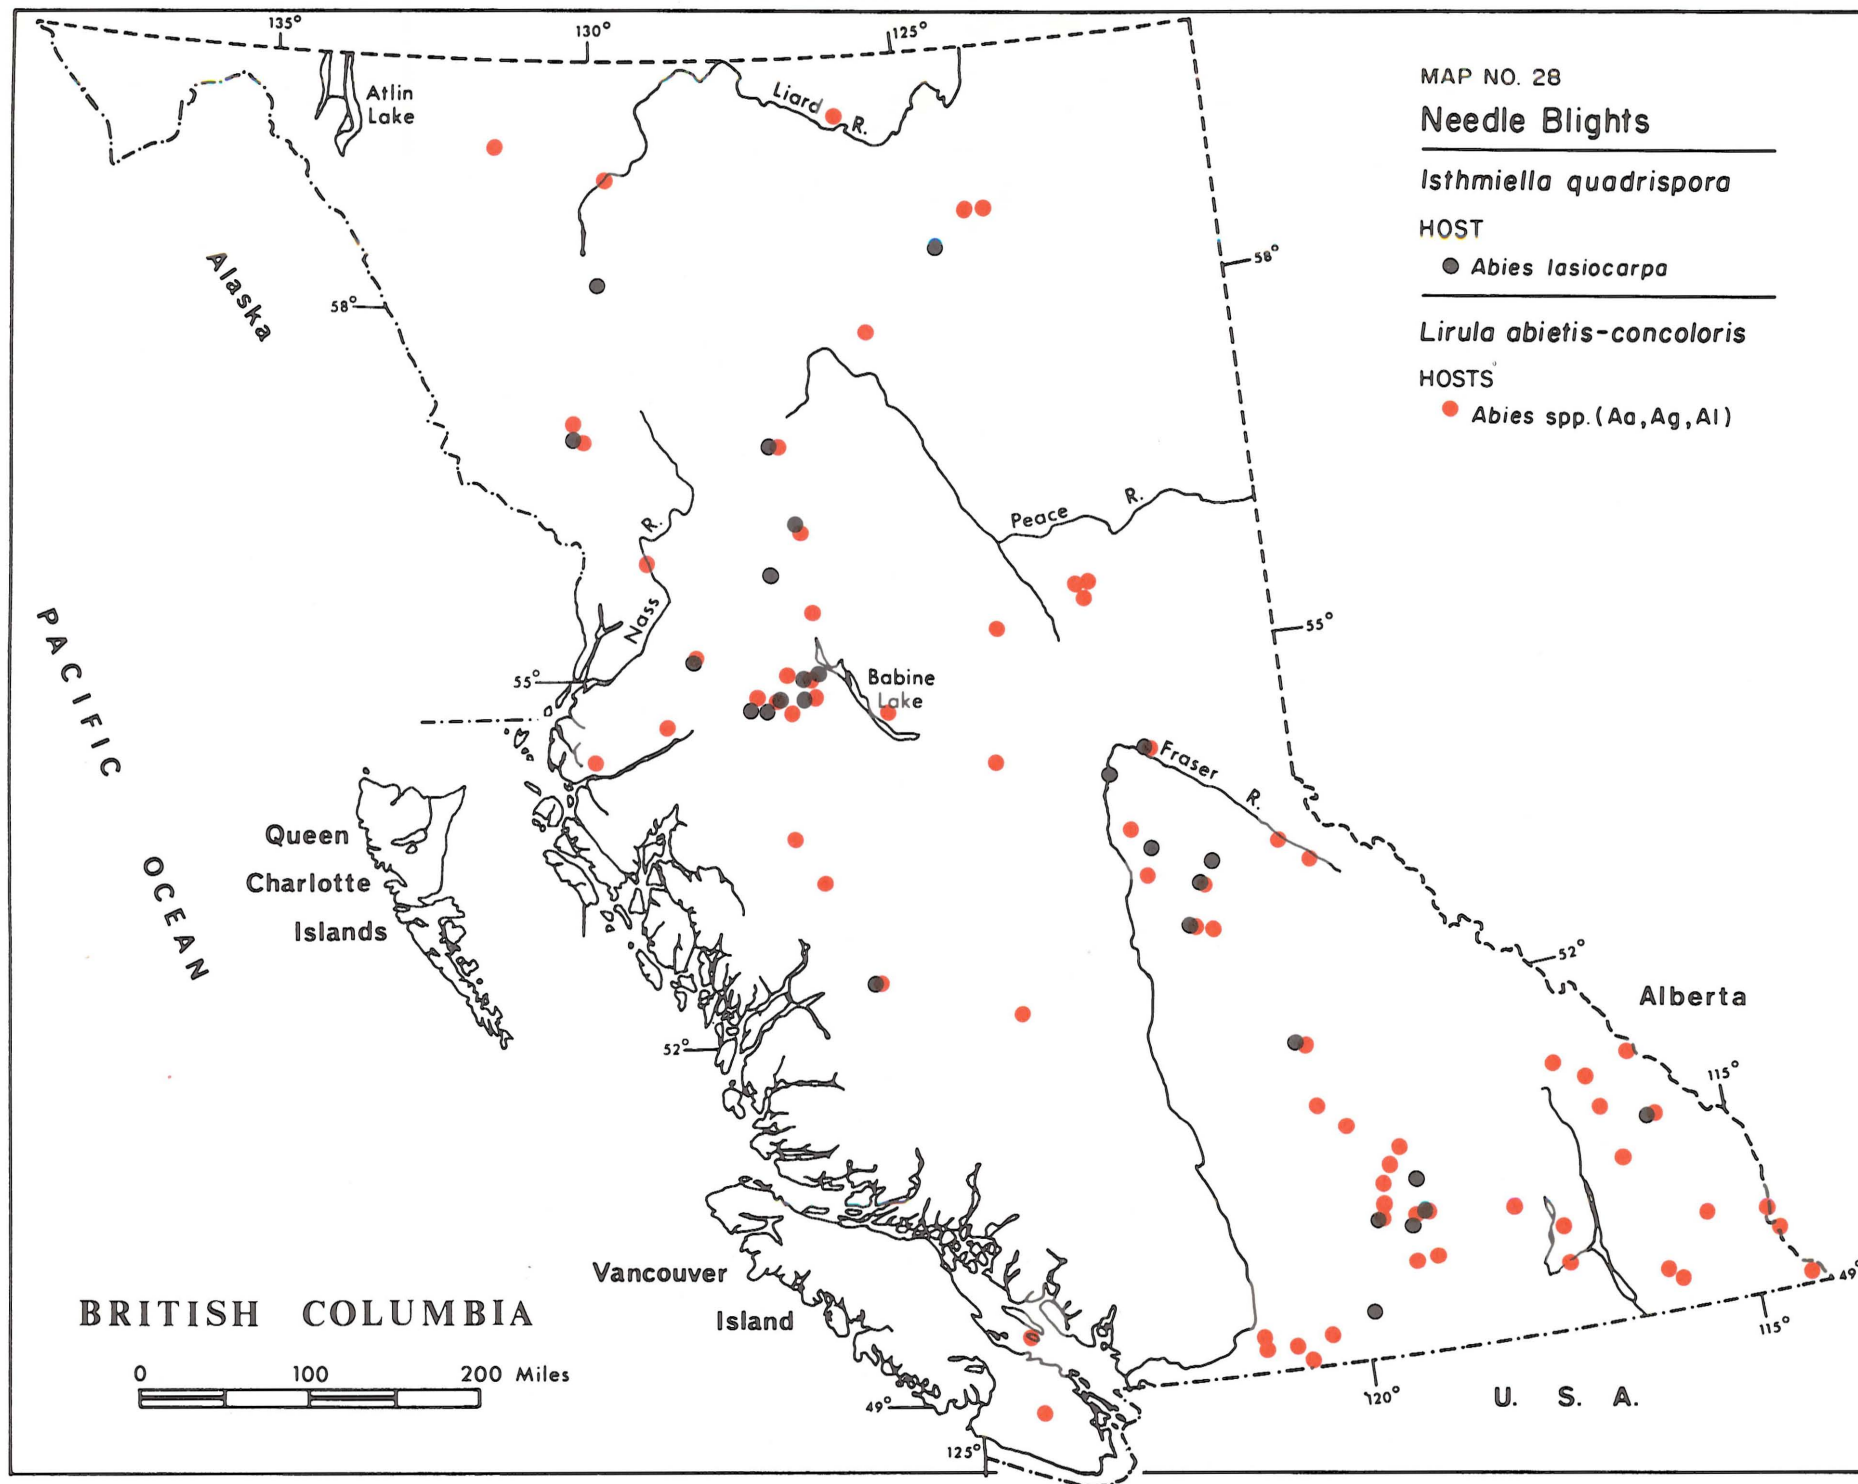 135°
130°
125°
MAP NO. 28
Needle Blights
Isthmiella quadrispora
HOST
Abies lasiocarpa
Lirula abietis-concoloris
HOSTS
Abies spp. (Aa, Ag, Al)
Atlin
Lake
Liard
R.
Alaska
58°
58°
Peace
R.
R.
Nass
55°
55°
Babine
Lake
Fraser
R.
PACIFIC
OCEAN
Queen
Charlotte
Islands
52°
52°
Alberta
115°
Vancouver
Island
BRITISH COLUMBIA
0 100 200 Miles
49°
49°
125°
120°
115°
U. S. A.